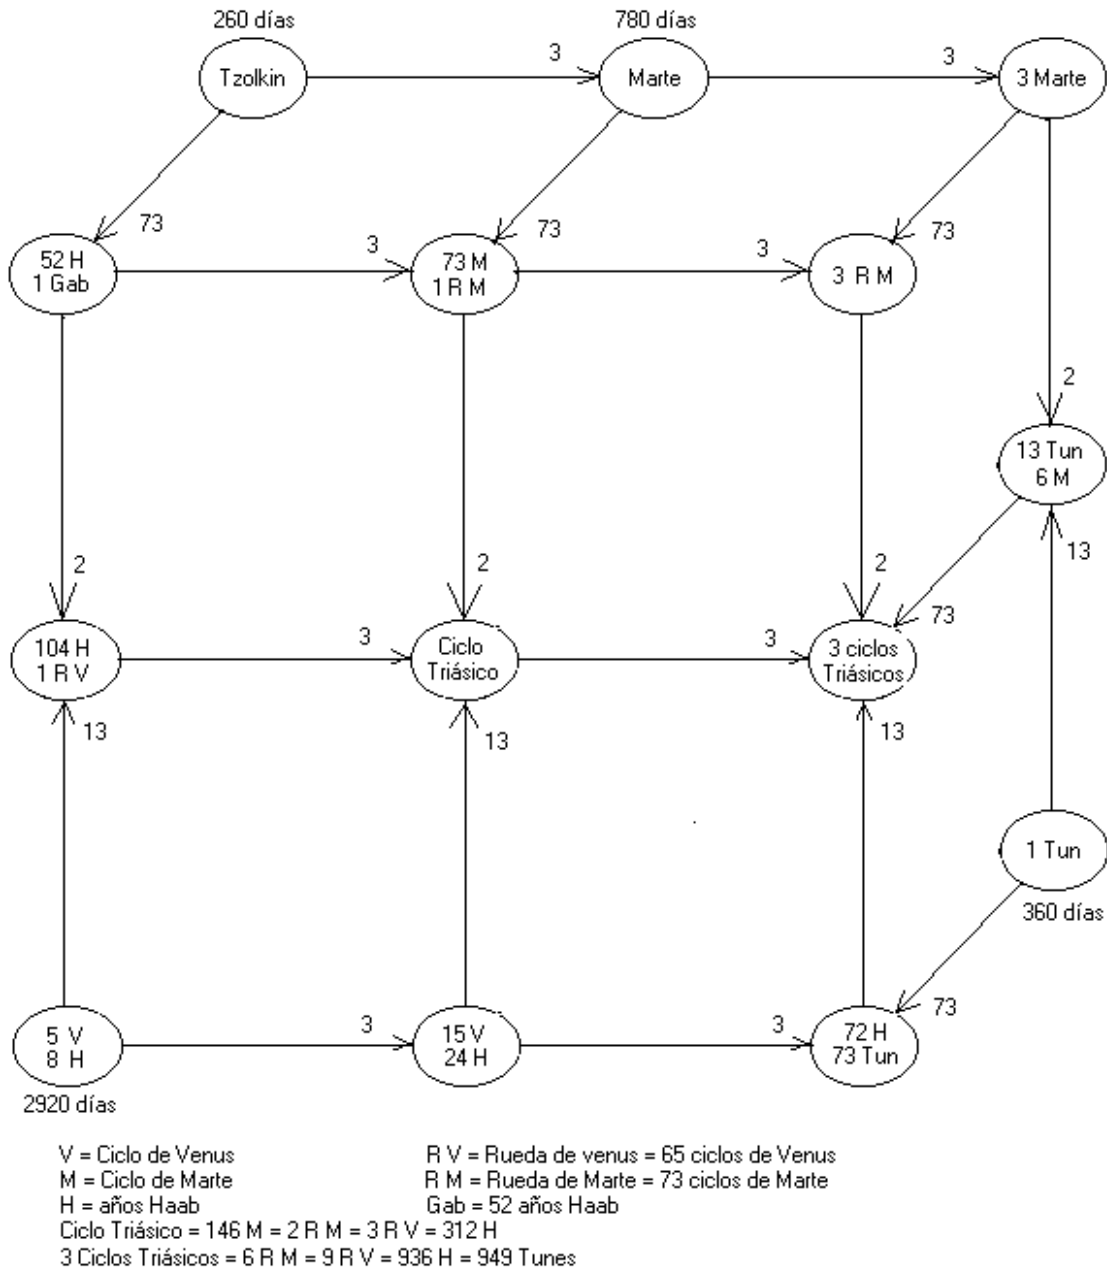 260 días
780 días
Tzolkin
3
Marte
3
3 Marte
73
73
73
52 H
1 Gab
3
73 M
1 R M
3
3 R M
2
13 Tun
6 M
2
2
2
73
13
104 H
1 R V
3
Ciclo
Triásico
3
3 ciclos
Triásicos
13
13
13
1 Tun
360 días
73
5 V
8 H
3
15 V
24 H
3
72 H
73 Tun
2920 días
V = Ciclo de Venus
R V = Rueda de venus = 65 ciclos de Venus
M = Ciclo de Marte
R M = Rueda de Marte = 73 ciclos de Marte
H = años Haab
Gab = 52 años Haab
Ciclo Triásico = 146 M = 2 R M = 3 R V = 312 H
3 Ciclos Triásicos = 6 R M = 9 R V = 936 H = 949 Tunes